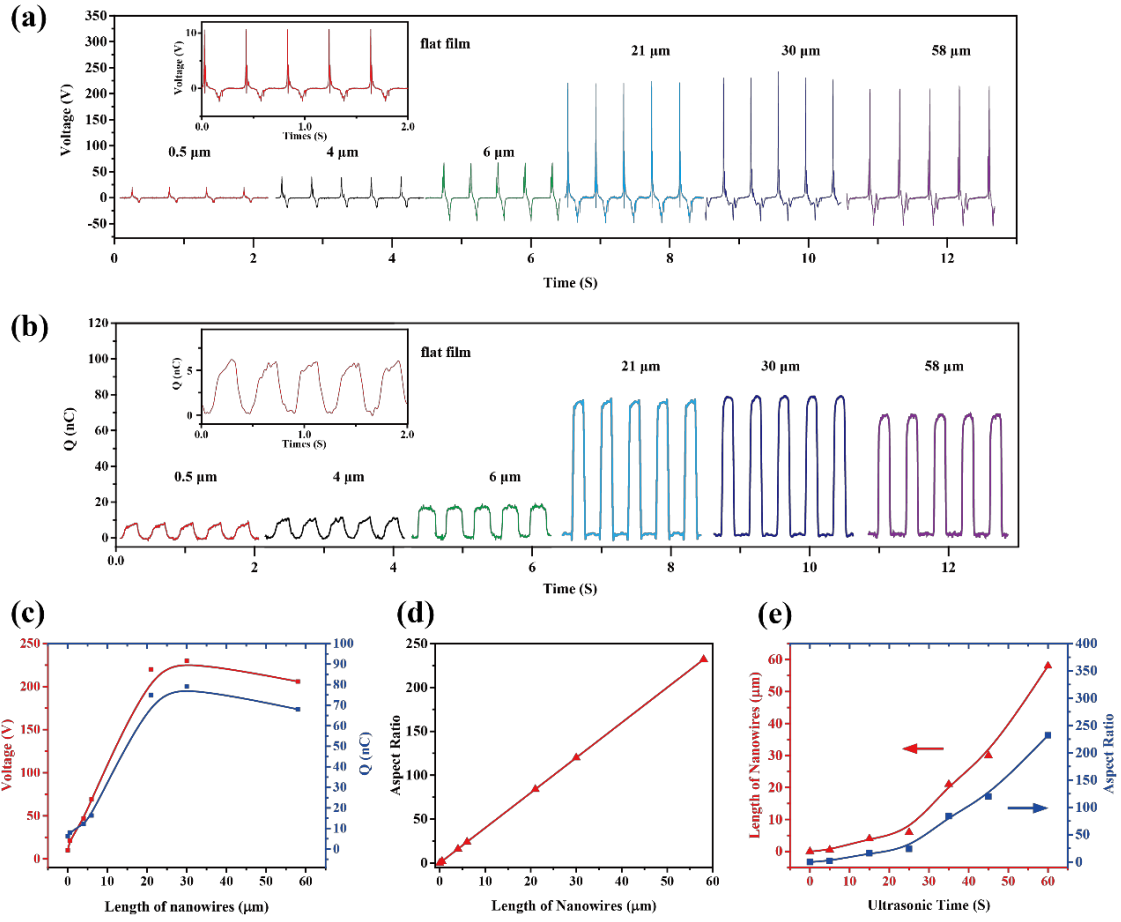 (a)
350
300
250
200
150
100
50
0
-50
Voltage (V)
10
0
Voltage (V)
0.0 1.0 2.0
Times (S)
flat film
0.5 μm
4 μm
6 μm
21 μm
30 μm
58 μm
0 2 4 6 8 10 12
Time (S)
(b)
120
100
80
60
40
20
0
Q (nC)
5
0
Q (nC)
0.0 1.0 2.0
Times (S)
flat film
0.5 μm
4 μm
6 μm
21 μm
30 μm
58 μm
0.0 2 4 6 8 10 12
Time (S)
(c)
250
200
150
100
50
0
Voltage (V)
100
90
80
70
60
50
40
30
20
10
0
Q (nC)
0 10 20 30 40 50 60
Length of nanowires (μm)
(d)
250
200
150
100
50
0
Aspect Ratio
0 10 20 30 40 50 60
Length of Nanowires (μm)
(e)
60
50
40
30
20
10
0
Length of Nanowires (μm)
400
350
300
250
200
150
100
50
0
Aspect Ratio
0 10 20 30 40 50 60
Ultrasonic Time (S)